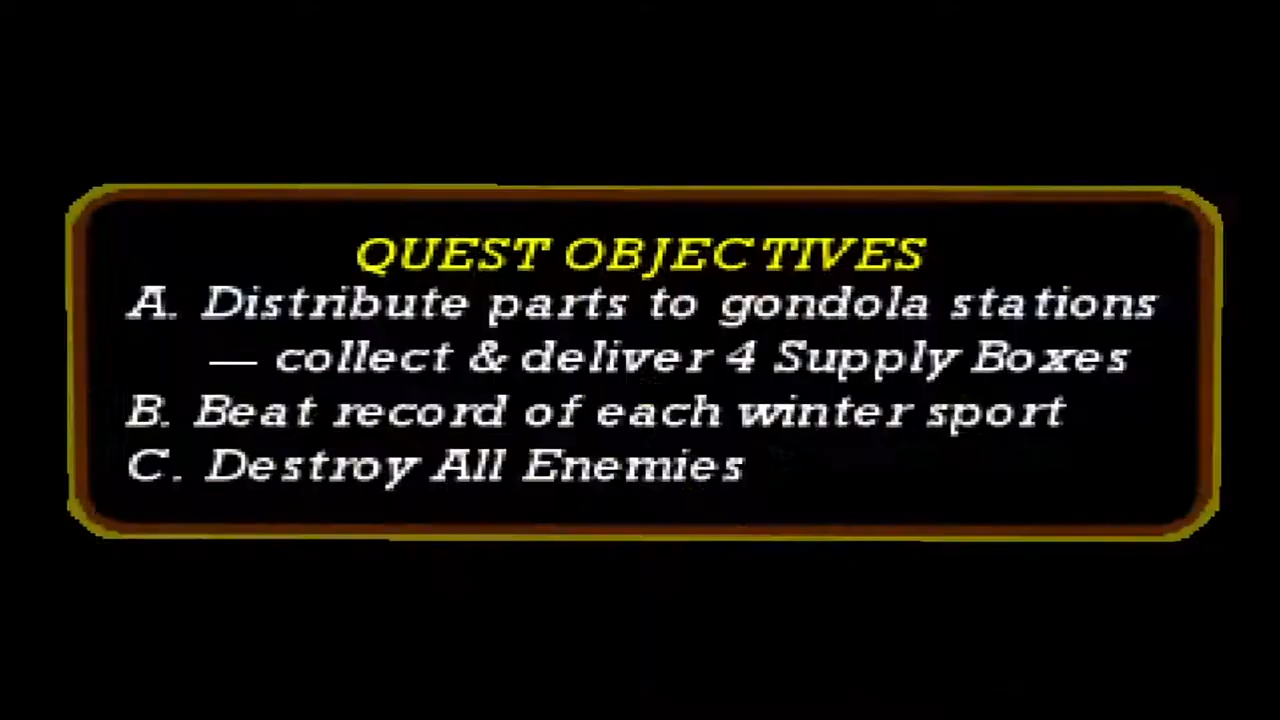 QUEST OBJECTIVES
A. Distribute parts to gondola stations
— collect & deliver 4 Supply Boxes
B. Beat record of each winter sport
C. Destroy All Enemies